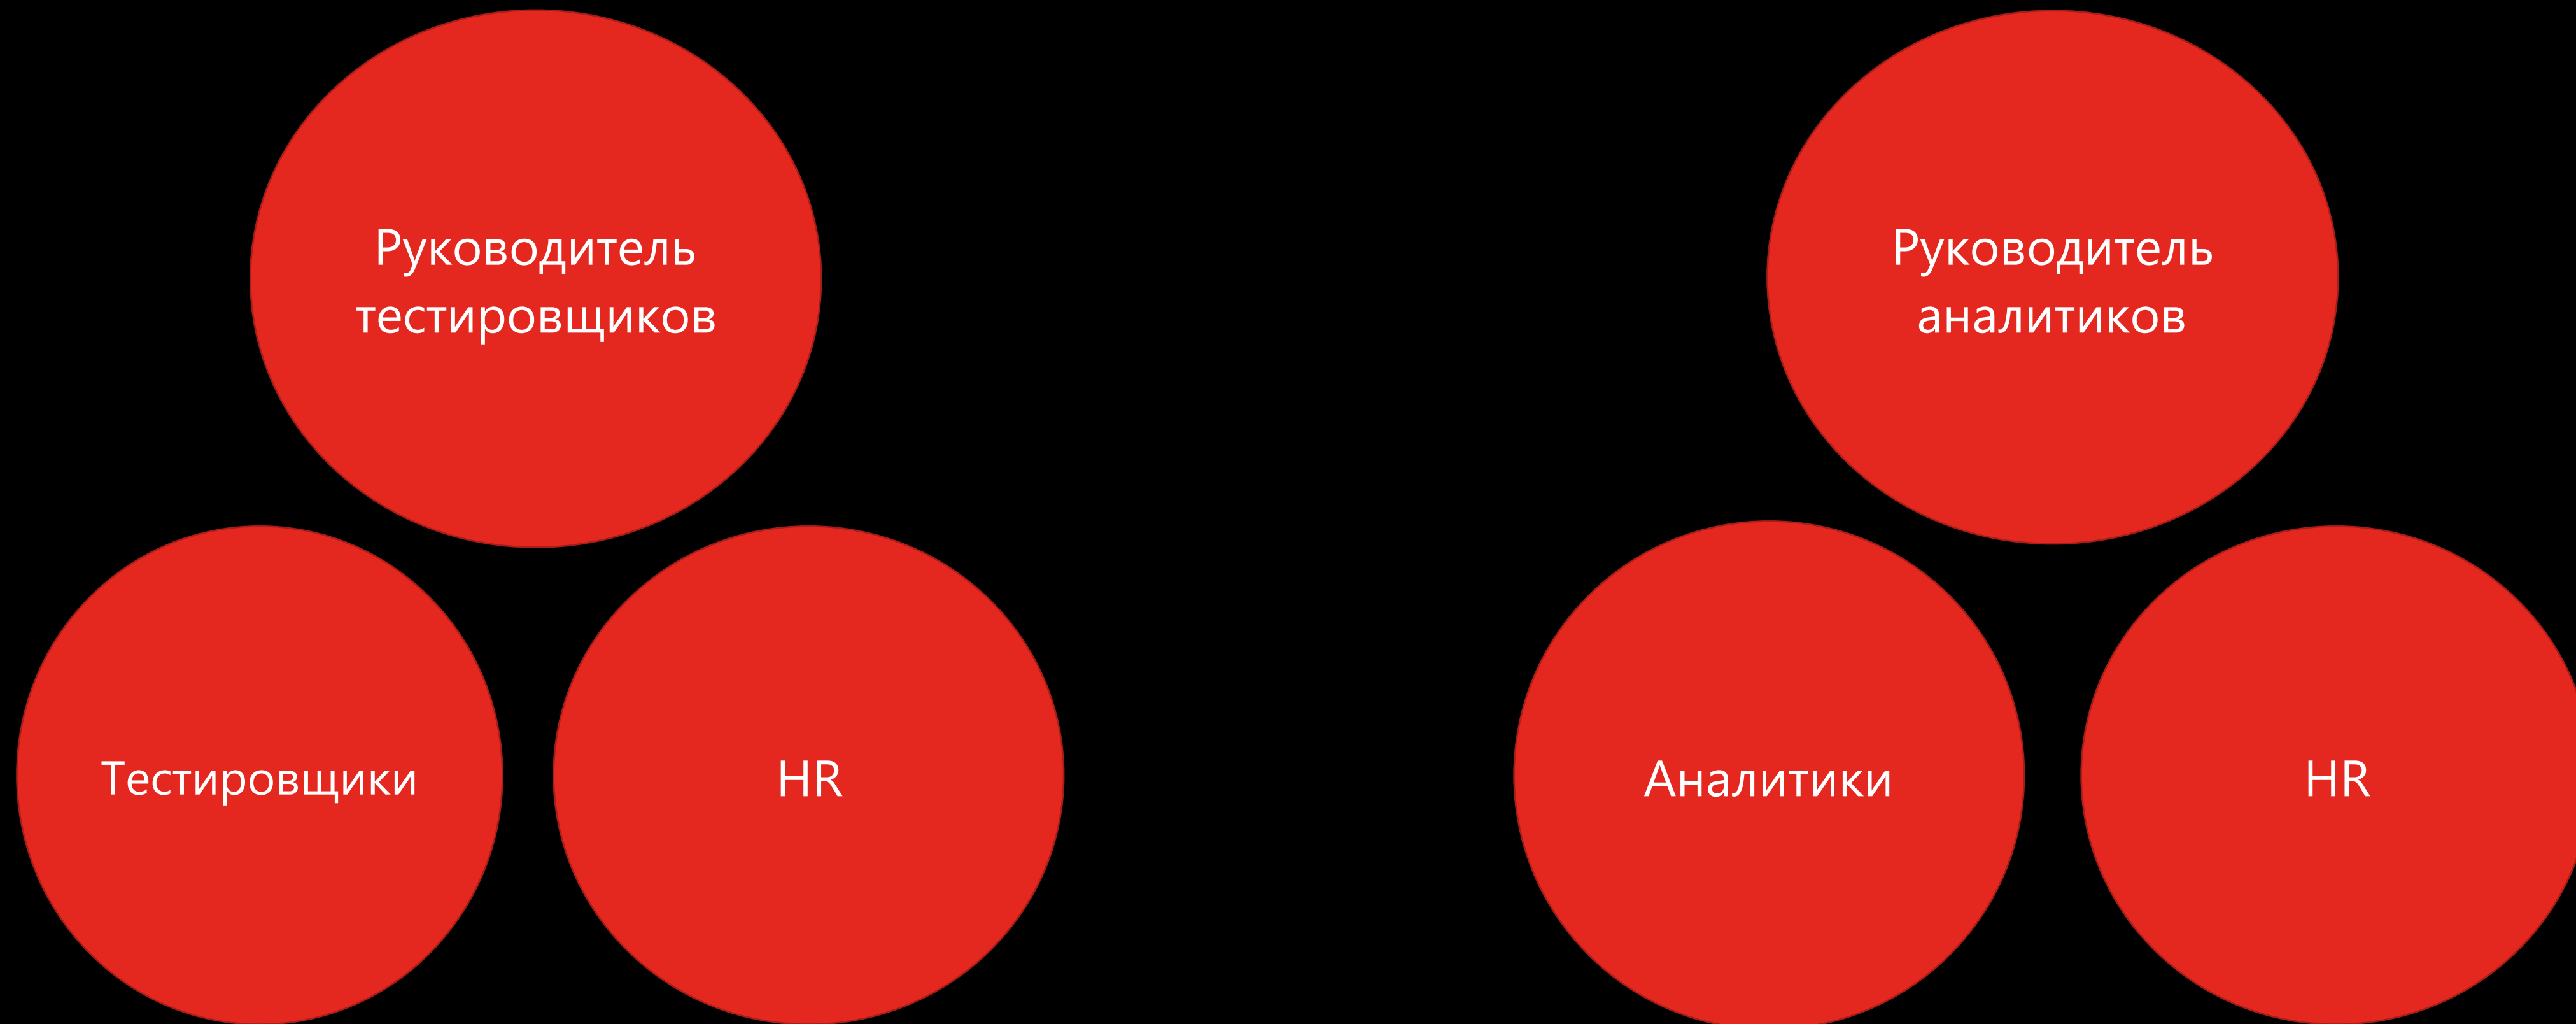 Руководитель
тестировщиков
Тестировщики
HR
Руководитель
аналитиков
Аналитики
HR